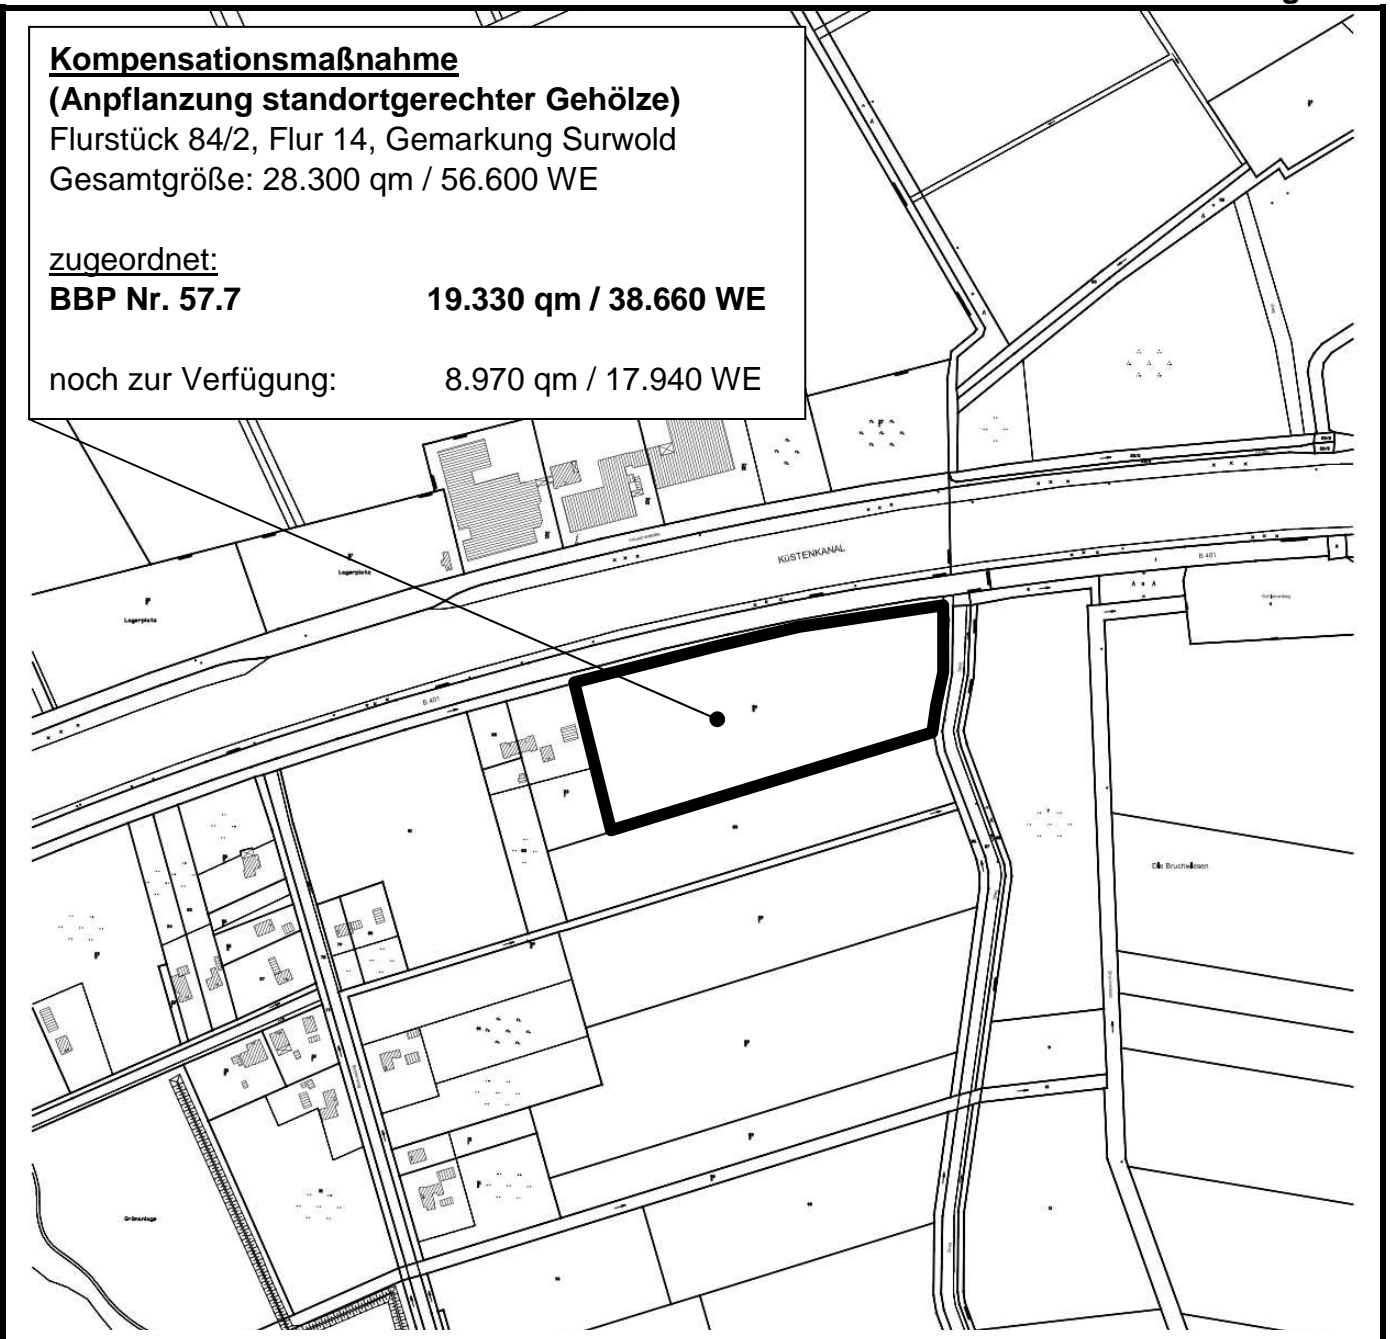 Kompensationsmaßnahme
(Anpflanzung standortgerechter Gehölze)
Flurstück 84/2, Flur 14, Gemarkung Surwold
Gesamtgröße: 28.300 qm / 56.600 WE
zugeordnet:
BBP Nr. 57.7 19.330 qm / 38.660 WE
noch zur Verfügung: 8.970 qm / 17.940 WE
KüSTENKANAL
B 401
Lagerplatz
Lagerplatz
B 401
Die Bruchwiesen
Grünanlage